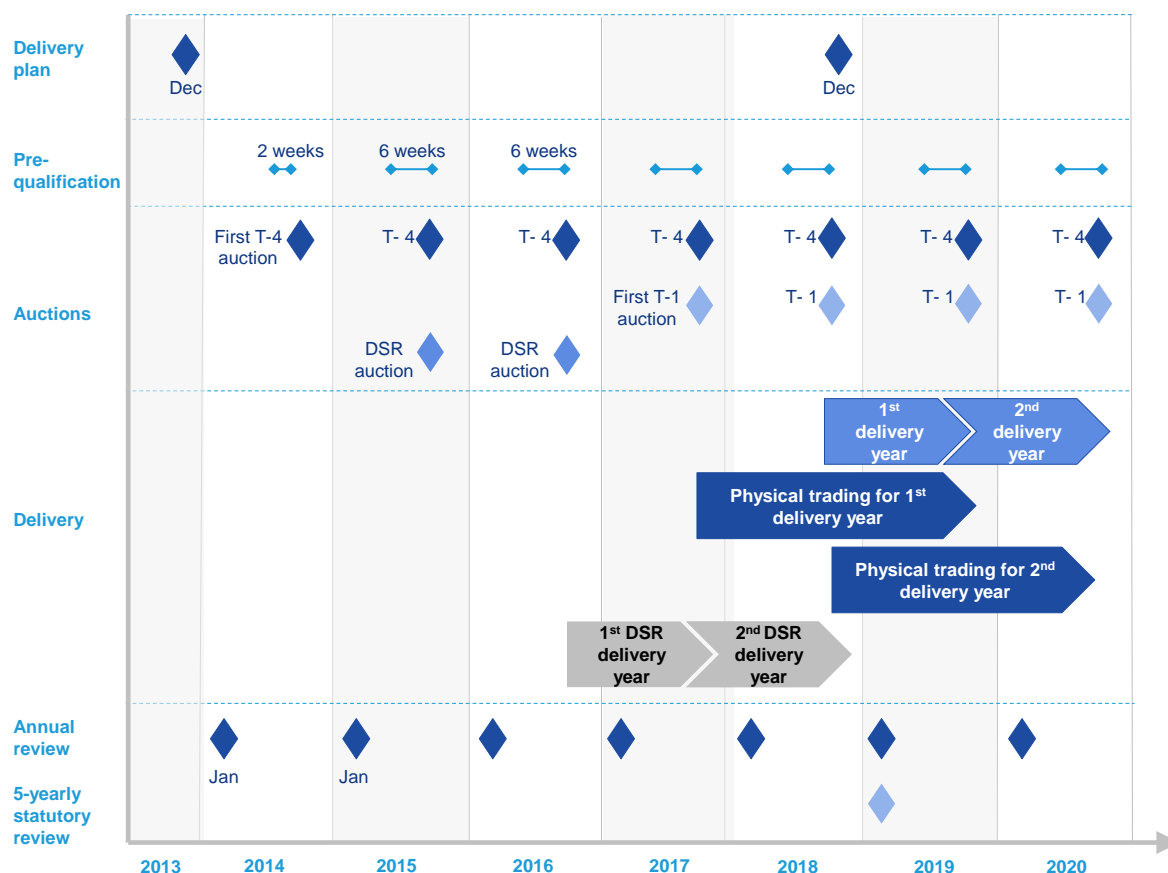 Delivery
plan
Dec
Dec
Pre-
qualification
2 weeks
6 weeks
6 weeks
Auctions
First T-4
auction
T- 4
T- 4
T- 4
T- 4
T- 4
T- 4
First T-1
auction
T- 1
T- 1
T- 1
DSR
auction
DSR
auction
Delivery
1st
delivery
year
2nd
delivery
year
Physical trading for 1st
delivery year
Physical trading for 2nd
delivery year
1st DSR
delivery
year
2nd DSR
delivery
year
Annual
review
Jan
Jan
5-yearly
statutory
review
2013
2014
2015
2016
2017
2018
2019
2020